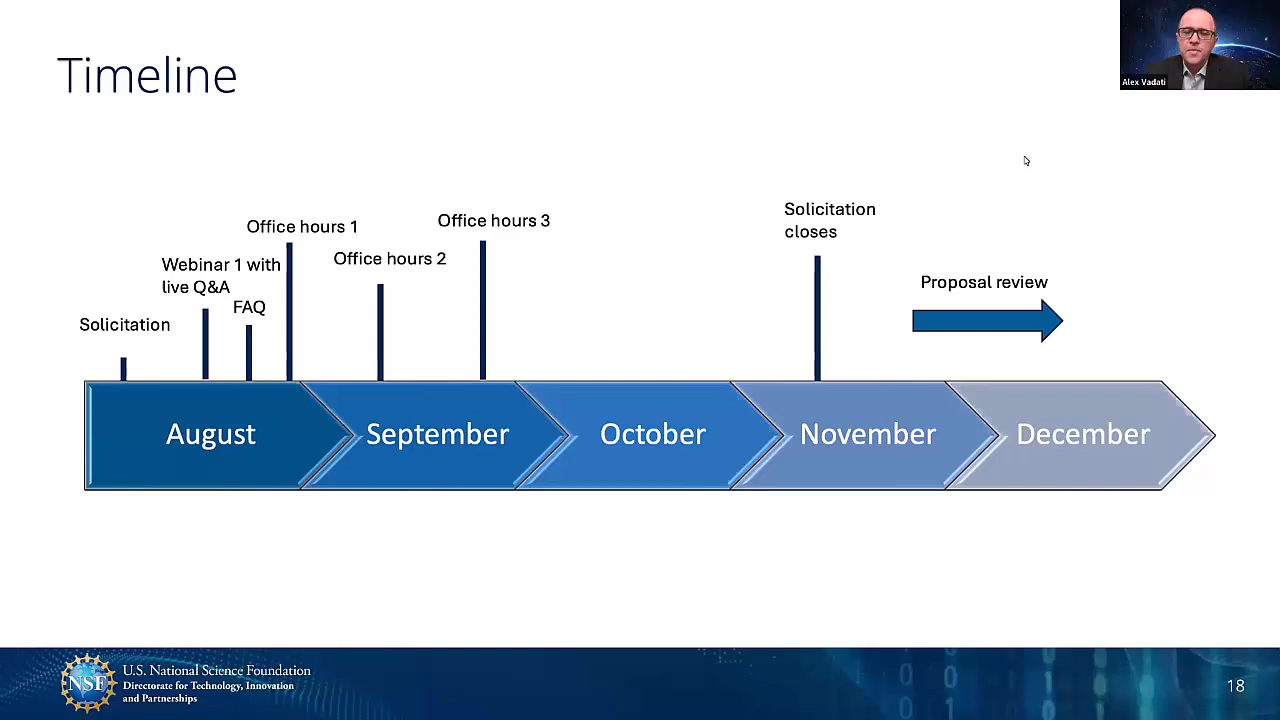 Timeline
Alex Vadati
Office hours 1
Office hours 3
Solicitation
closes
Webinar 1 with
live Q&A
Office hours 2
FAQ
Solicitation
Proposal review
August
September
October
November
December
NSF
U.S. National Science Foundation
Directorate for Technology, Innovation
and Partnerships
18